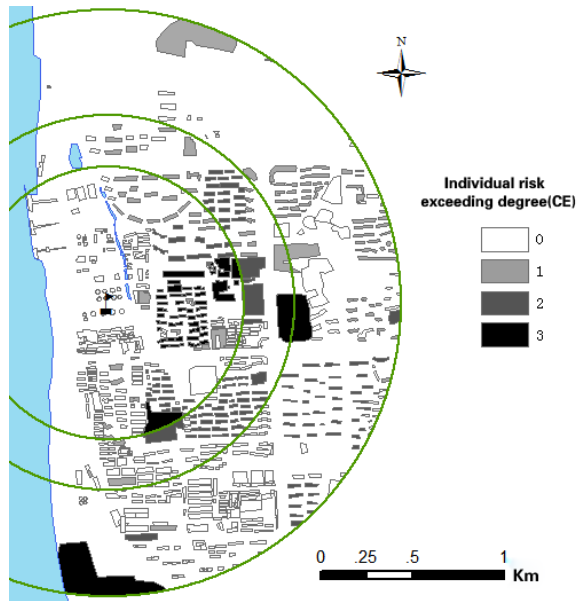 N
Individual risk
exceeding degree(CE)
0
1
2
3
0 .25 .5 1
Km